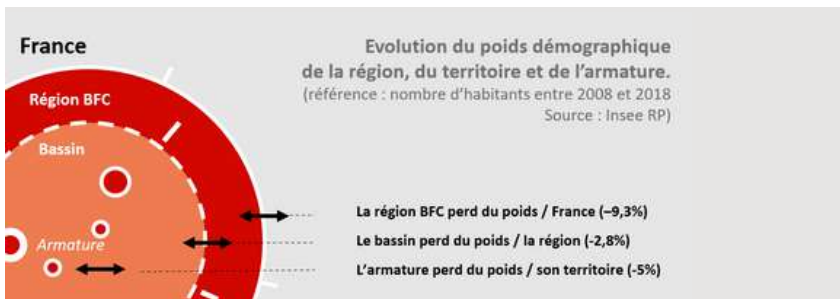 France
Evolution du poids démographique
de la région, du territoire et de l'armature.
(référence : nombre d'habitants entre 2008 et 2018
Source : Insee RP)
Région BFC
Bassin
Armature
La région BFC perd du poids / France (–9,3%)
Le bassin perd du poids / la région (-2,8%)
L'armature perd du poids / son territoire (-5%)